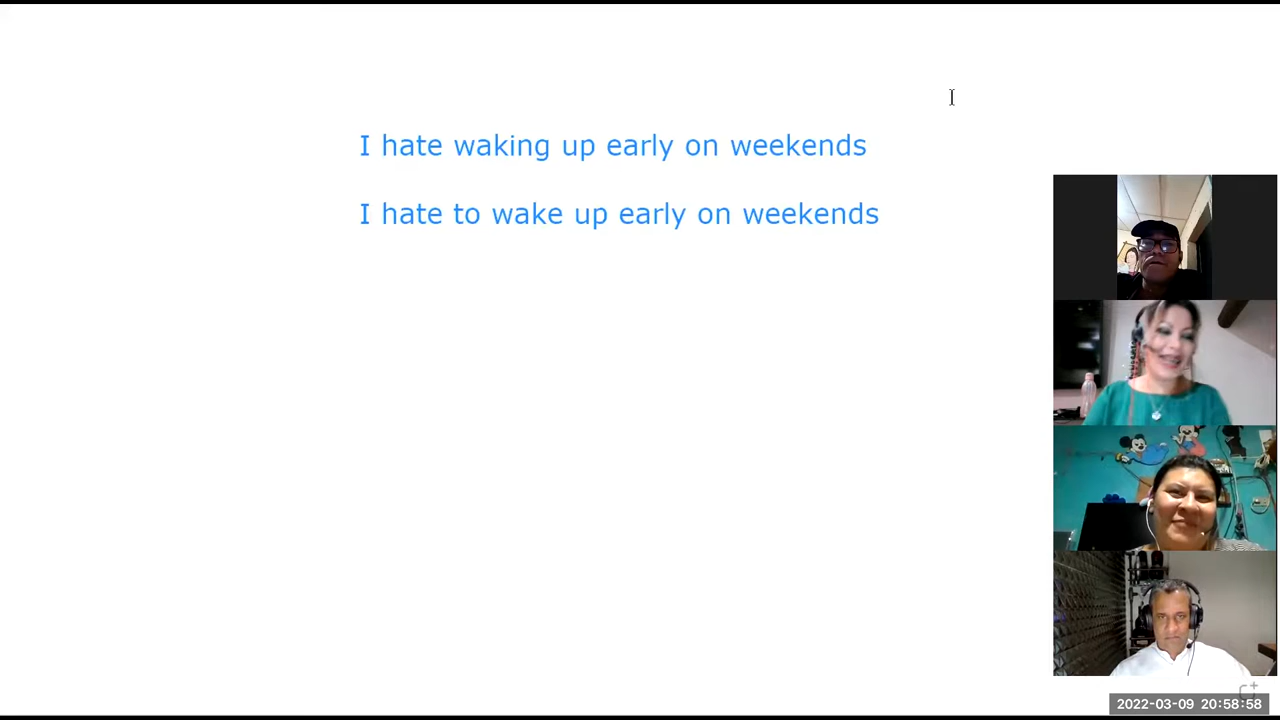 I hate waking up early on weekends
I hate to wake up early on weekends
2022-03-09 20:58:58